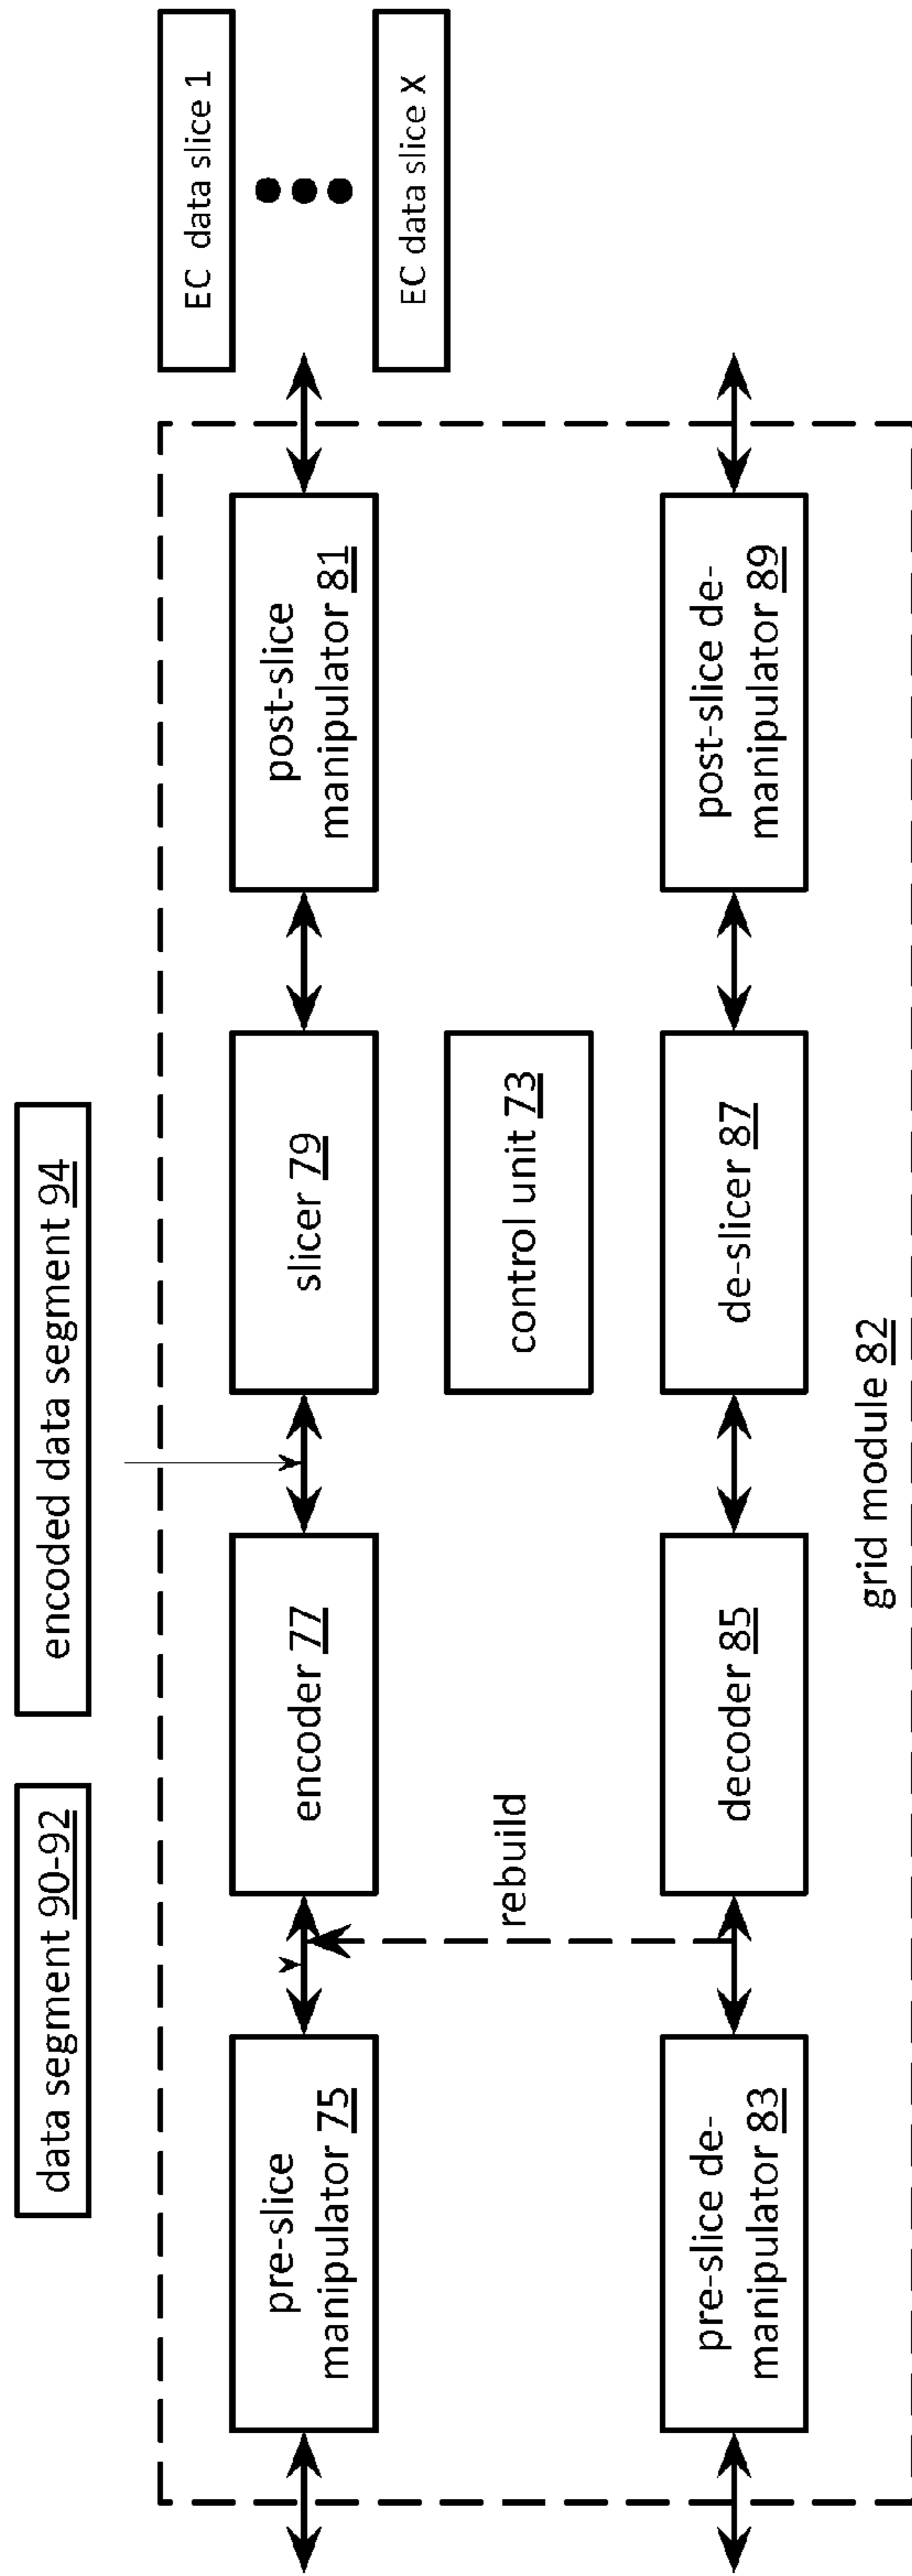 data segment 90-92
encoded data segment 94
EC data slice 1
EC data slice X
pre-slice
manipulator 75
encoder 77
slicer 79
post-slice
manipulator 81
rebuild
control unit 73
pre-slice de-
manipulator 83
decoder 85
de-slicer 87
post-slice de-
manipulator 89
grid module 82